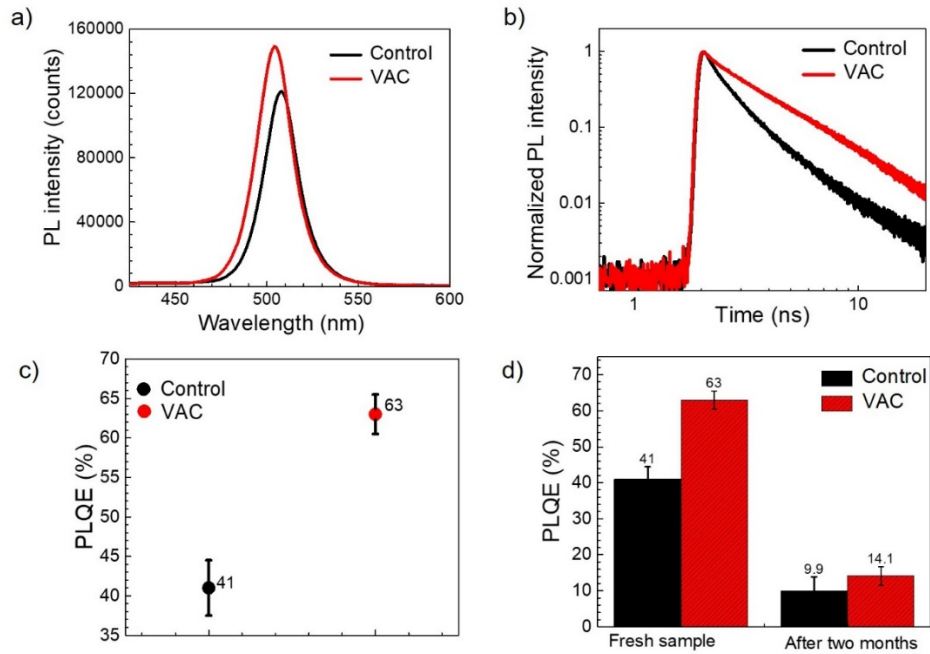 a)
160000
120000
80000
40000
0
PL intensity (counts)
Control
VAC
450
500
550
600
Wavelength (nm)
b)
1
0.1
0.01
0.001
Normalized PL intensity
Control
VAC
1
10
Time (ns)
c)
70
65
60
55
50
45
40
35
PLQE (%)
Control
VAC
63
41
d)
70
60
50
40
30
20
10
0
PLQE (%)
Control
VAC
41
63
9.9
14.1
Fresh sample
After two months